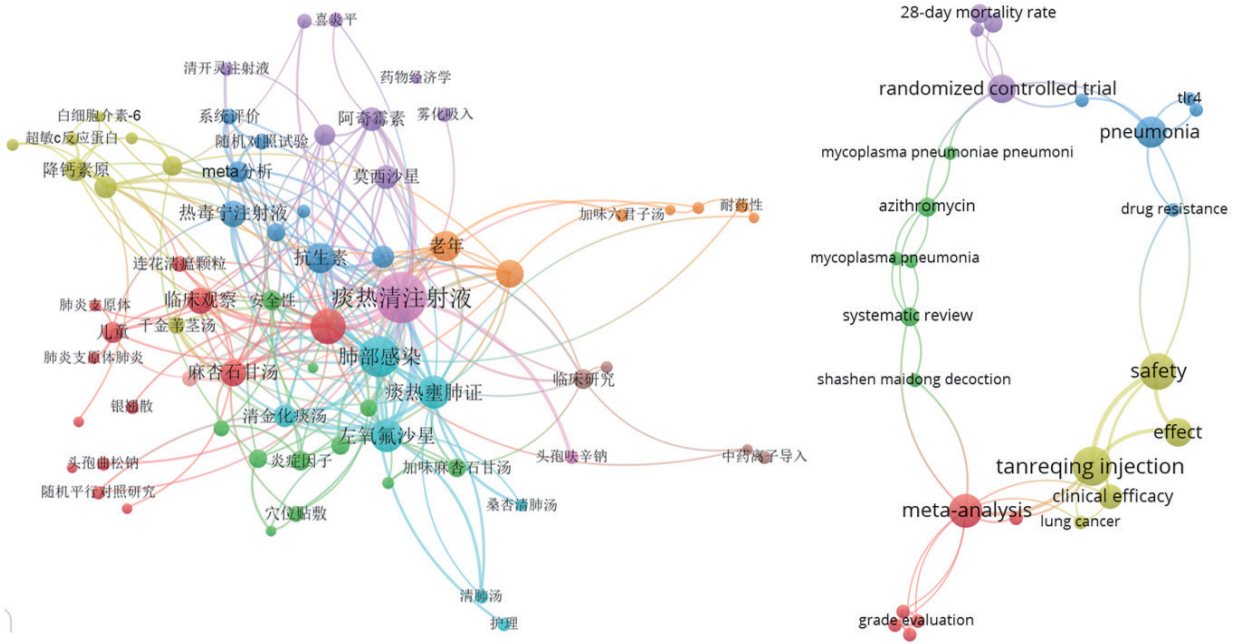 喜炎平
清开灵注射液
药物经济学
白细胞介素-6
系统评价
阿奇霉素
雾化吸入
超敏c反应蛋白
随机对照试验
降钙素原
meta分析
莫西沙星
热毒宁注射液
加味六君子汤
耐药性
抗生素
老年
连花清瘟颗粒
痰热清注射液
肺炎支原体
临床观察
安全性
儿童
千金苇茎汤
肺炎支原体肺炎
麻杏石甘汤
肺部感染
临床研究
痰热壅肺证
银翘散
清金化痰汤
左氧氟沙星
头孢呋辛钠
中药离子导入
头孢曲松钠
炎症因子
加味麻杏石甘汤
随机平行对照研究
穴位贴敷
桑杏清肺汤
清肺汤
护理
28-day mortality rate
randomized controlled trial
tlr4
pneumonia
mycoplasma pneumoniae pneumoni
azithromycin
drug resistance
mycoplasma pneumonia
systematic review
shashen maidong decoction
safety
effect
tanreqing injection
clinical efficacy
meta-analysis
lung cancer
grade evaluation